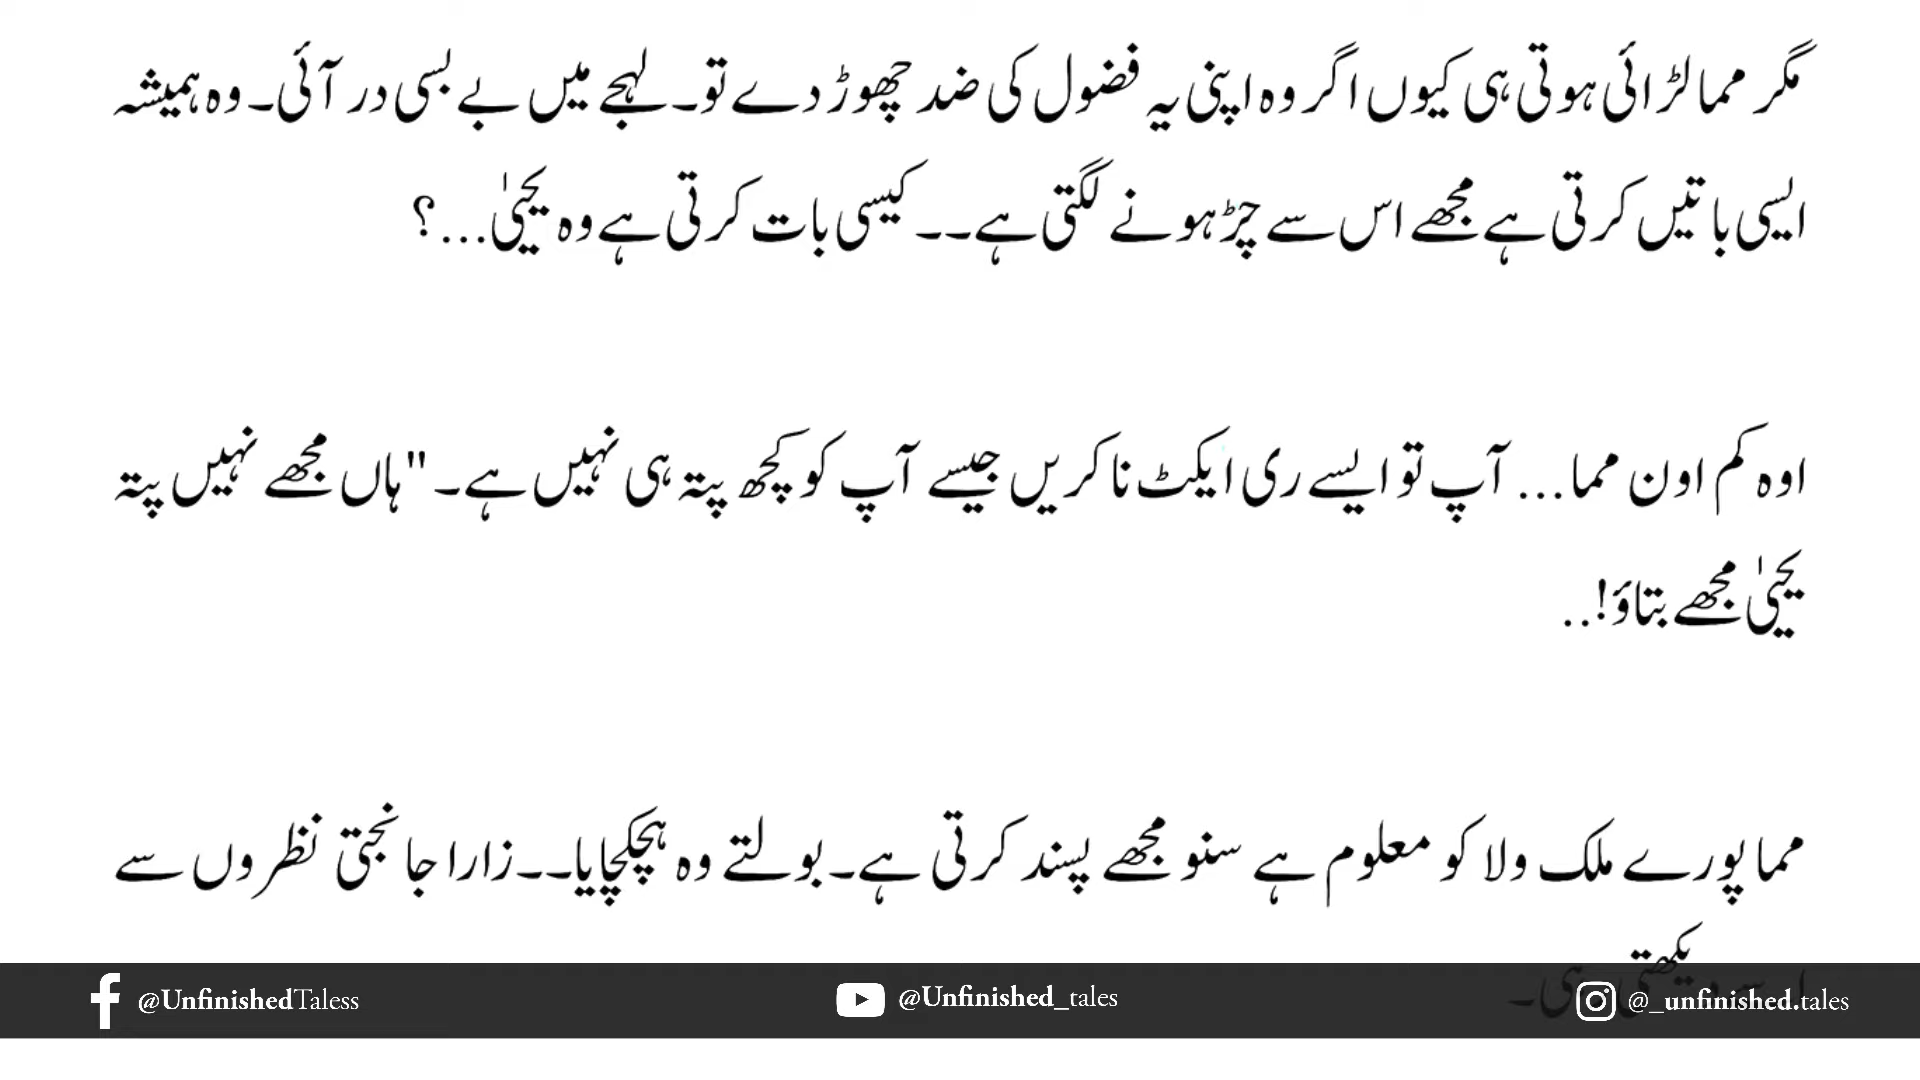 مگر مما لڑائی ہوتی ہی کیوں اگر وہ اپنی یہ فضول کی ضد چھوڑ دے تو۔ لہجے میں بے بسی در آئی۔ وہ ہمیشہ
ایسی باتیں کرتی ہے مجھے اس سے چڑ ہونے لگتی ہے۔۔ کیسی بات کرتی ہے وہ یحییٰ...؟
اوہ کم اون مما... آپ تو ایسے ری ایکٹ نا کریں جیسے آپ کو کچھ پتہ ہی نہیں ہے۔ "ہاں مجھے نہیں پتہ
یحییٰ مجھے بتاؤ!..
مما پورے ملک ولا کو معلوم ہے سنو مجھے پسند کرتی ہے۔ بولتے وہ ہچکچایا۔۔ زارا جانجتی نظروں سے
@UnfinishedTaless @Unfinished_tales @_unfinished.tales